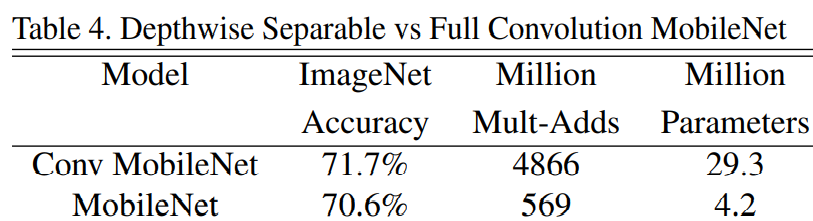 Table 4. Depthwise Separable vs Full Convolution MobileNet
Model ImageNet Million Million
Accuracy Mult-Adds Parameters
Conv MobileNet 71.7% 4866 29.3
MobileNet 70.6% 569 4.2